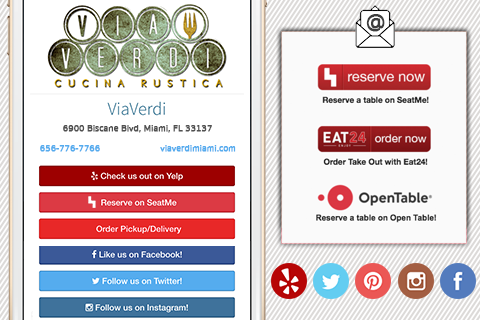 VIA
VERDI
CUCINA RUSTICA
ViaVerdi
6900 Biscane Blvd, Miami, FL 33137
656-776-7766 viaverdimiami.com
Check us out on Yelp
Reserve on SeatMe
Order Pickup/Delivery
Like us on Facebook!
Follow us on Twitter!
Follow us on Instagram!
@
reserve now
Reserve a table on SeatMe!
EAT24 order now
Order Take Out with Eat24!
OpenTable
Reserve a table on Open Table!